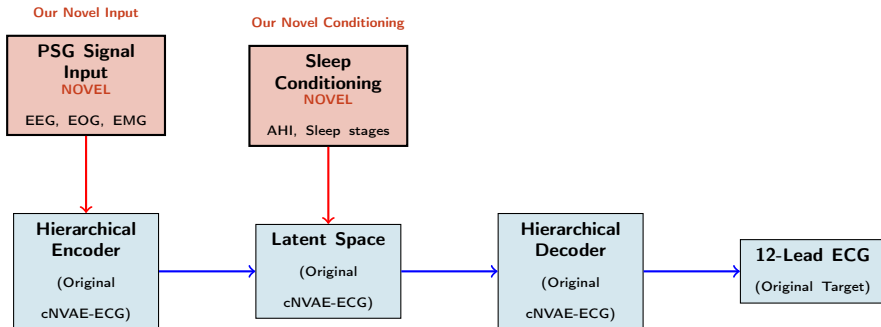 Our Novel Input
PSG Signal
Input
NOVEL
EEG, EOG, EMG
Our Novel Conditioning
Sleep
Conditioning
NOVEL
AHI, Sleep stages
Hierarchical
Encoder
(Original
cNVAE-ECG)
Latent Space
(Original
cNVAE-ECG)
Hierarchical
Decoder
(Original
cNVAE-ECG)
12-Lead ECG
(Original Target)